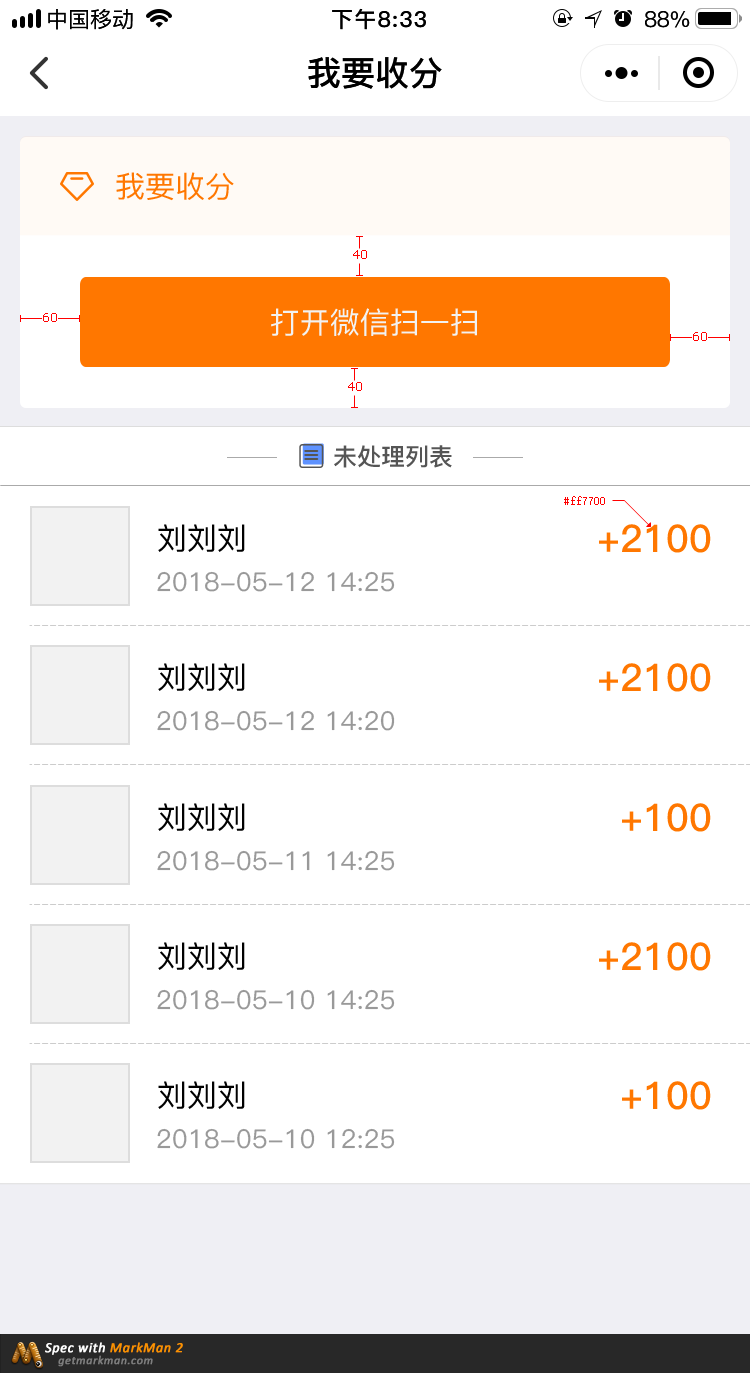 中国移动 下午8:33 88%
我要收分
我要收分
40
60
打开微信扫一扫
60
40
未处理列表
#ff7700
刘刘刘 +2100
2018-05-12 14:25
刘刘刘 +2100
2018-05-12 14:20
刘刘刘 +100
2018-05-11 14:25
刘刘刘 +2100
2018-05-10 14:25
刘刘刘 +100
2018-05-10 12:25
Spec with MarkMan 2
getmarkman.com